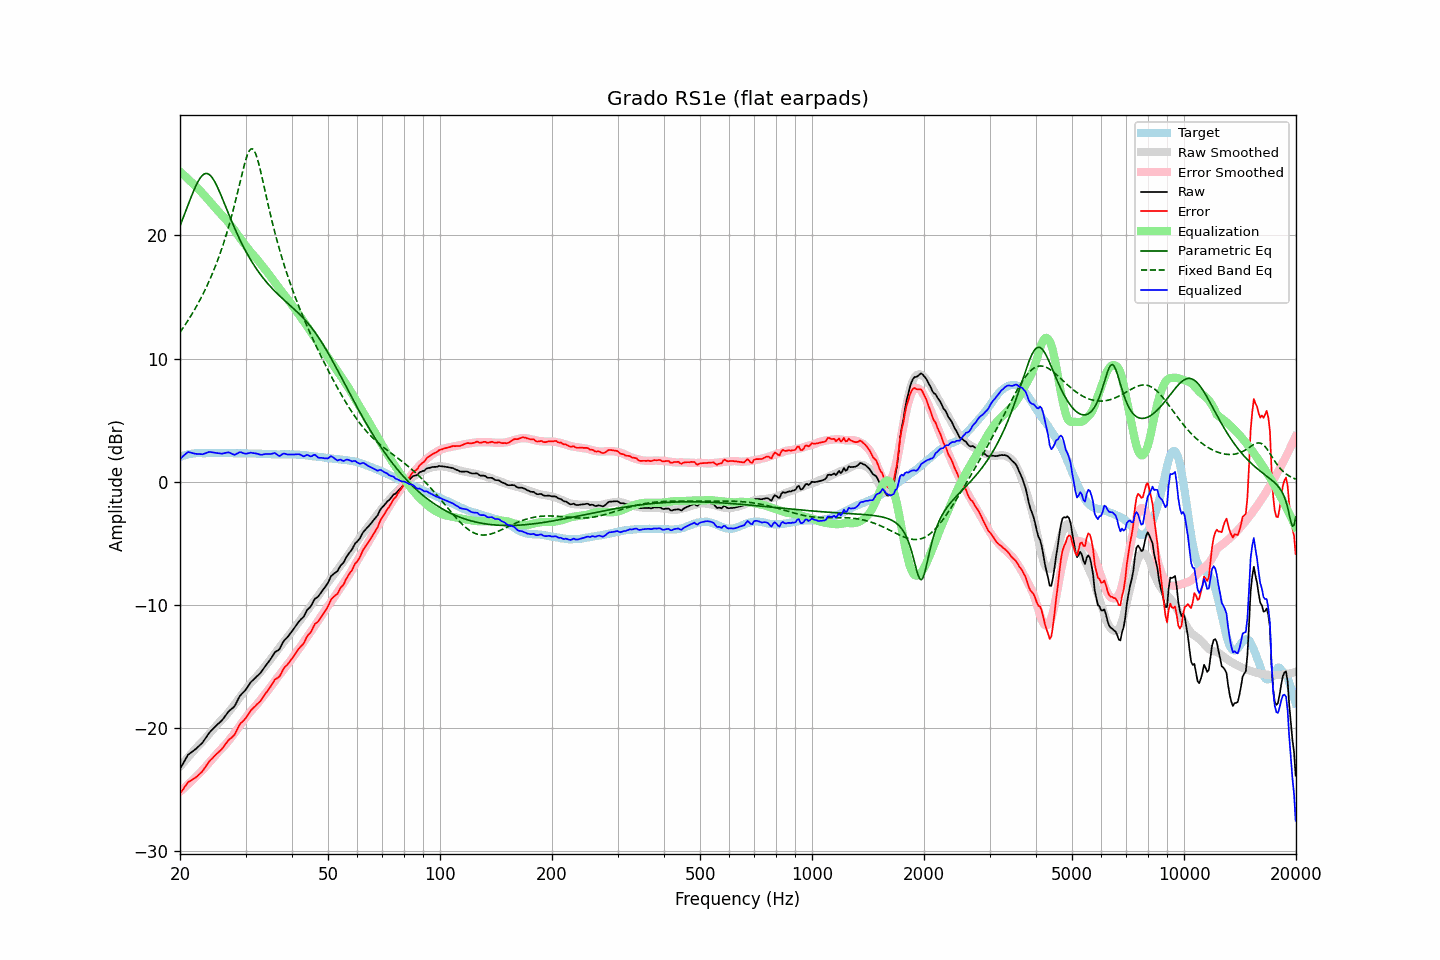 Grado RS1e (flat earpads)
Target
Raw Smoothed
Error Smoothed
Raw
Error
Equalization
Parametric Eq
Fixed Band Eq
Equalized
Amplitude (dBr)
20
10
0
−10
−20
−30
20 50 100 200 500 1000 2000 5000 10000 20000
Frequency (Hz)